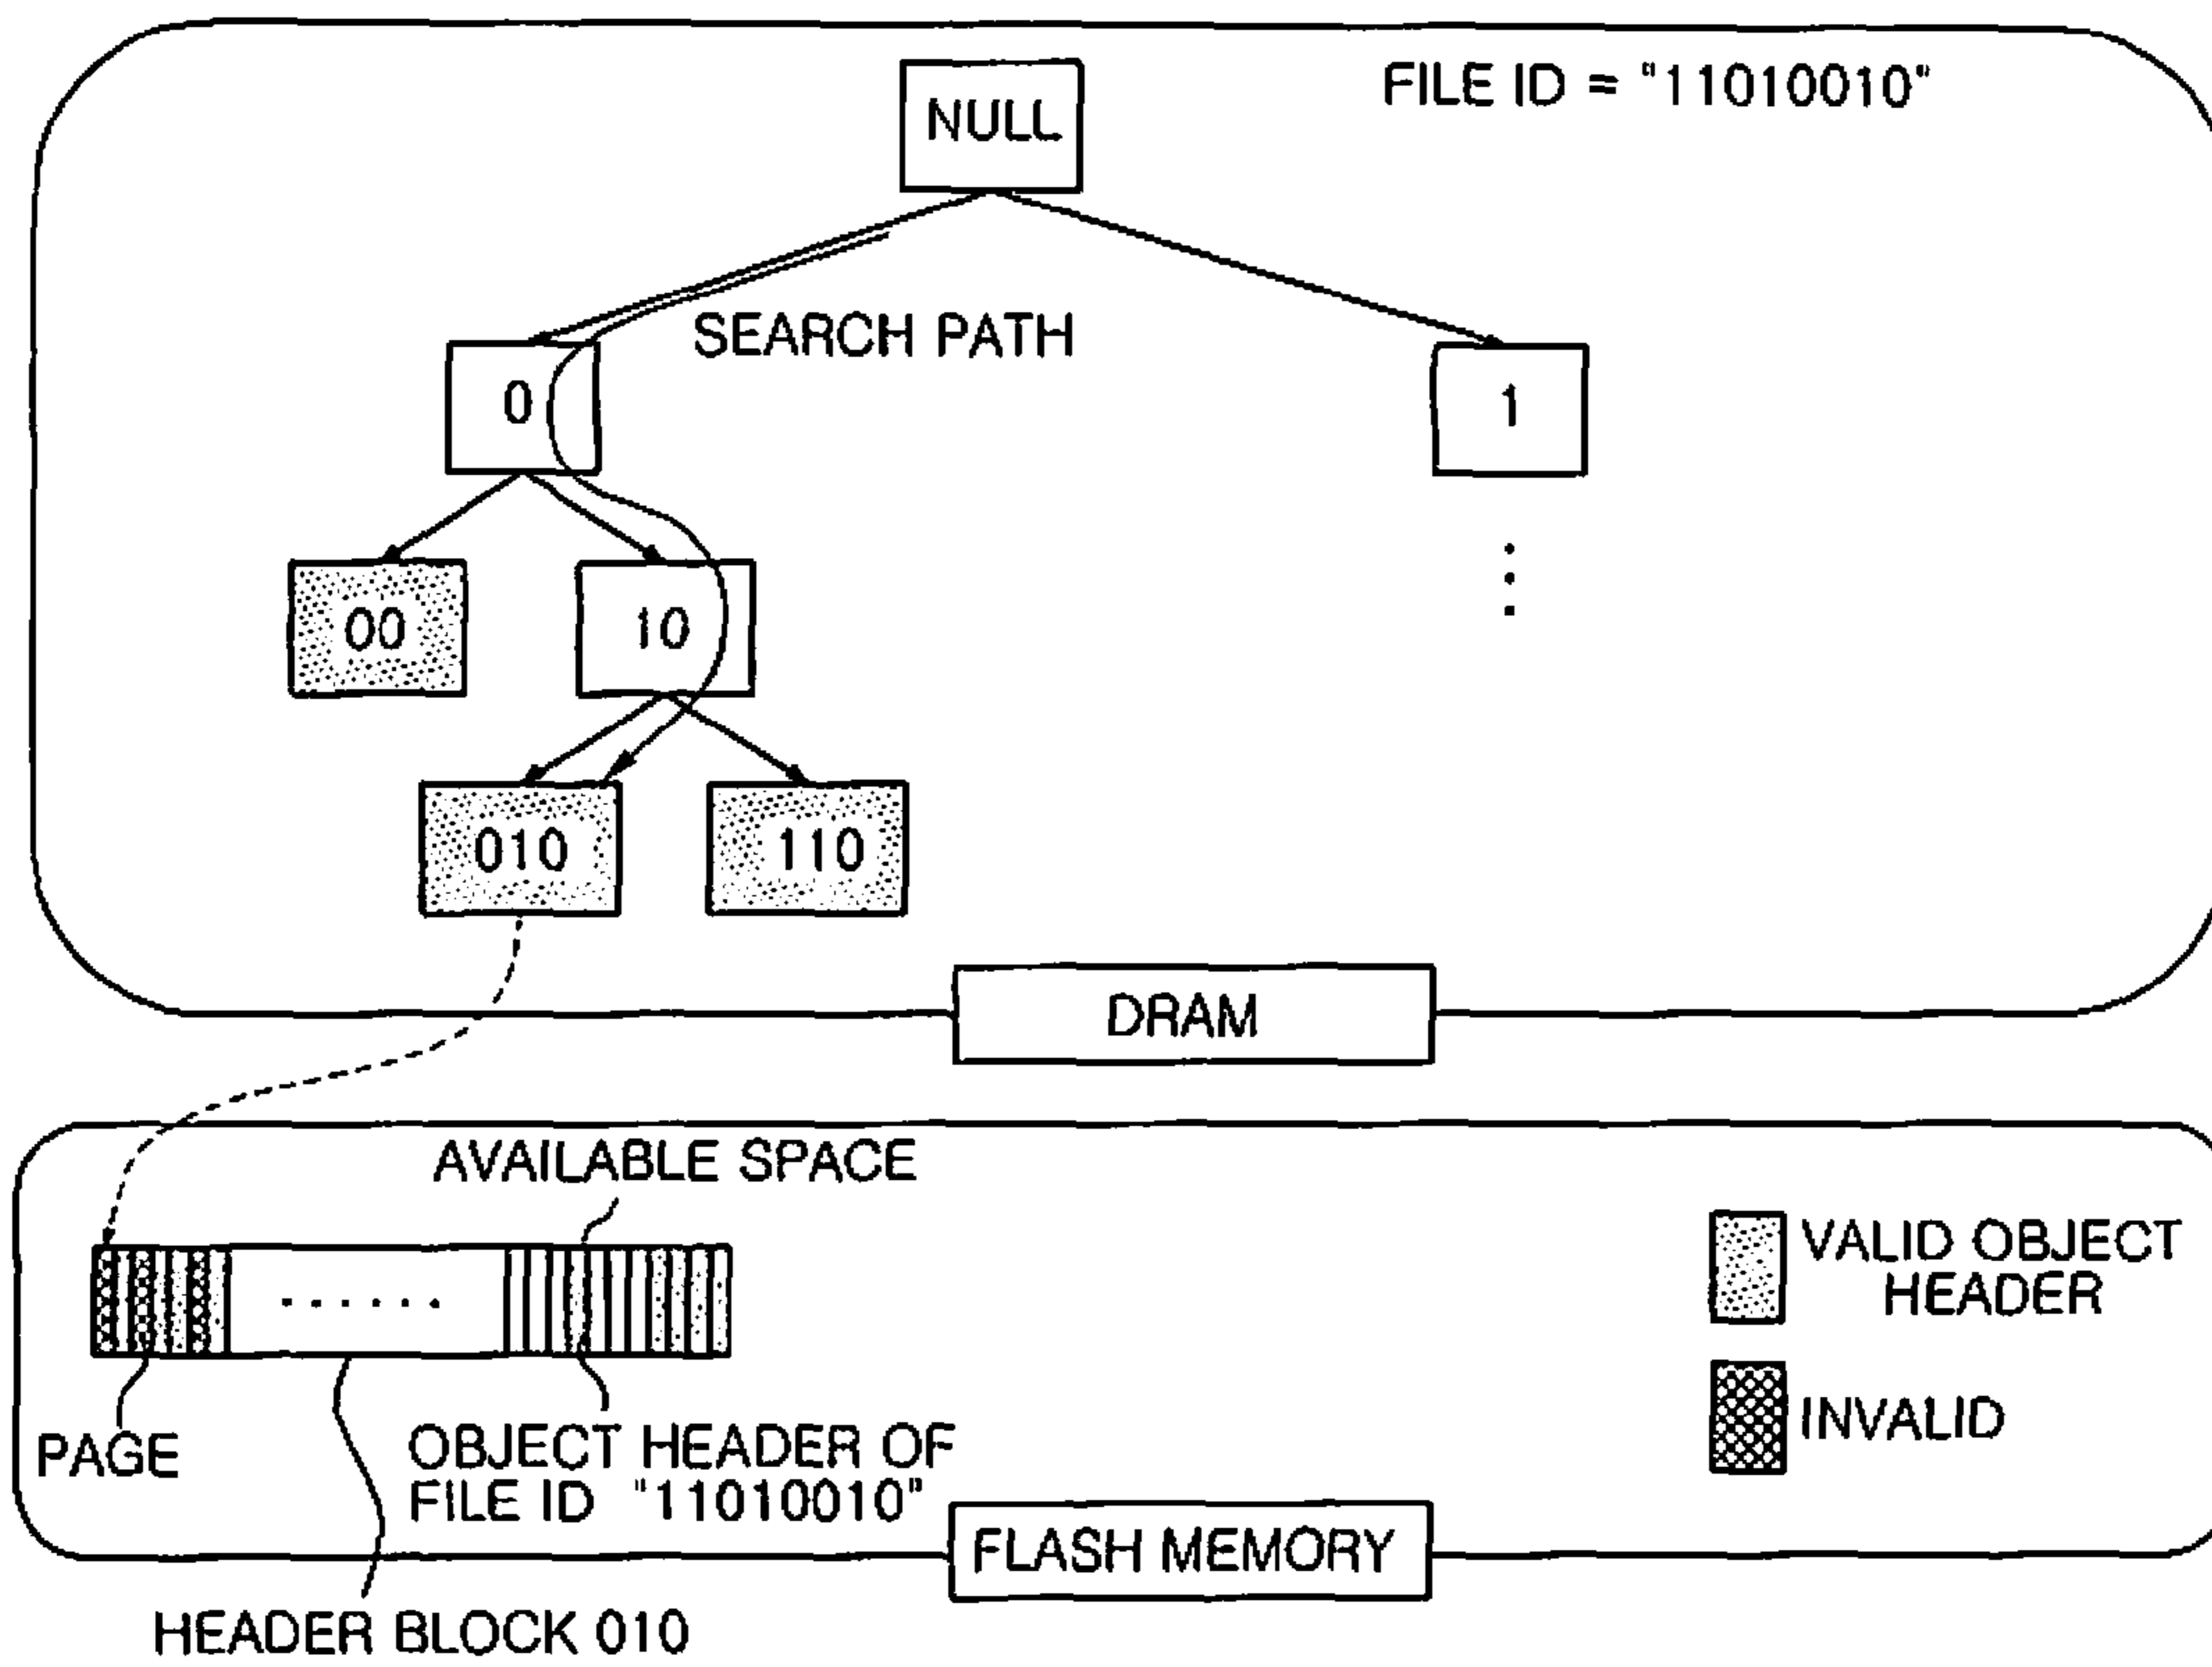 NULL
FILE ID = "11010010"
SEARCH PATH
0
1
00
10
010
110
DRAM
AVAILABLE SPACE
VALID OBJECT
HEADER
INVALID
PAGE
OBJECT HEADER OF
FILE ID "11010010"
FLASH MEMORY
HEADER BLOCK 010